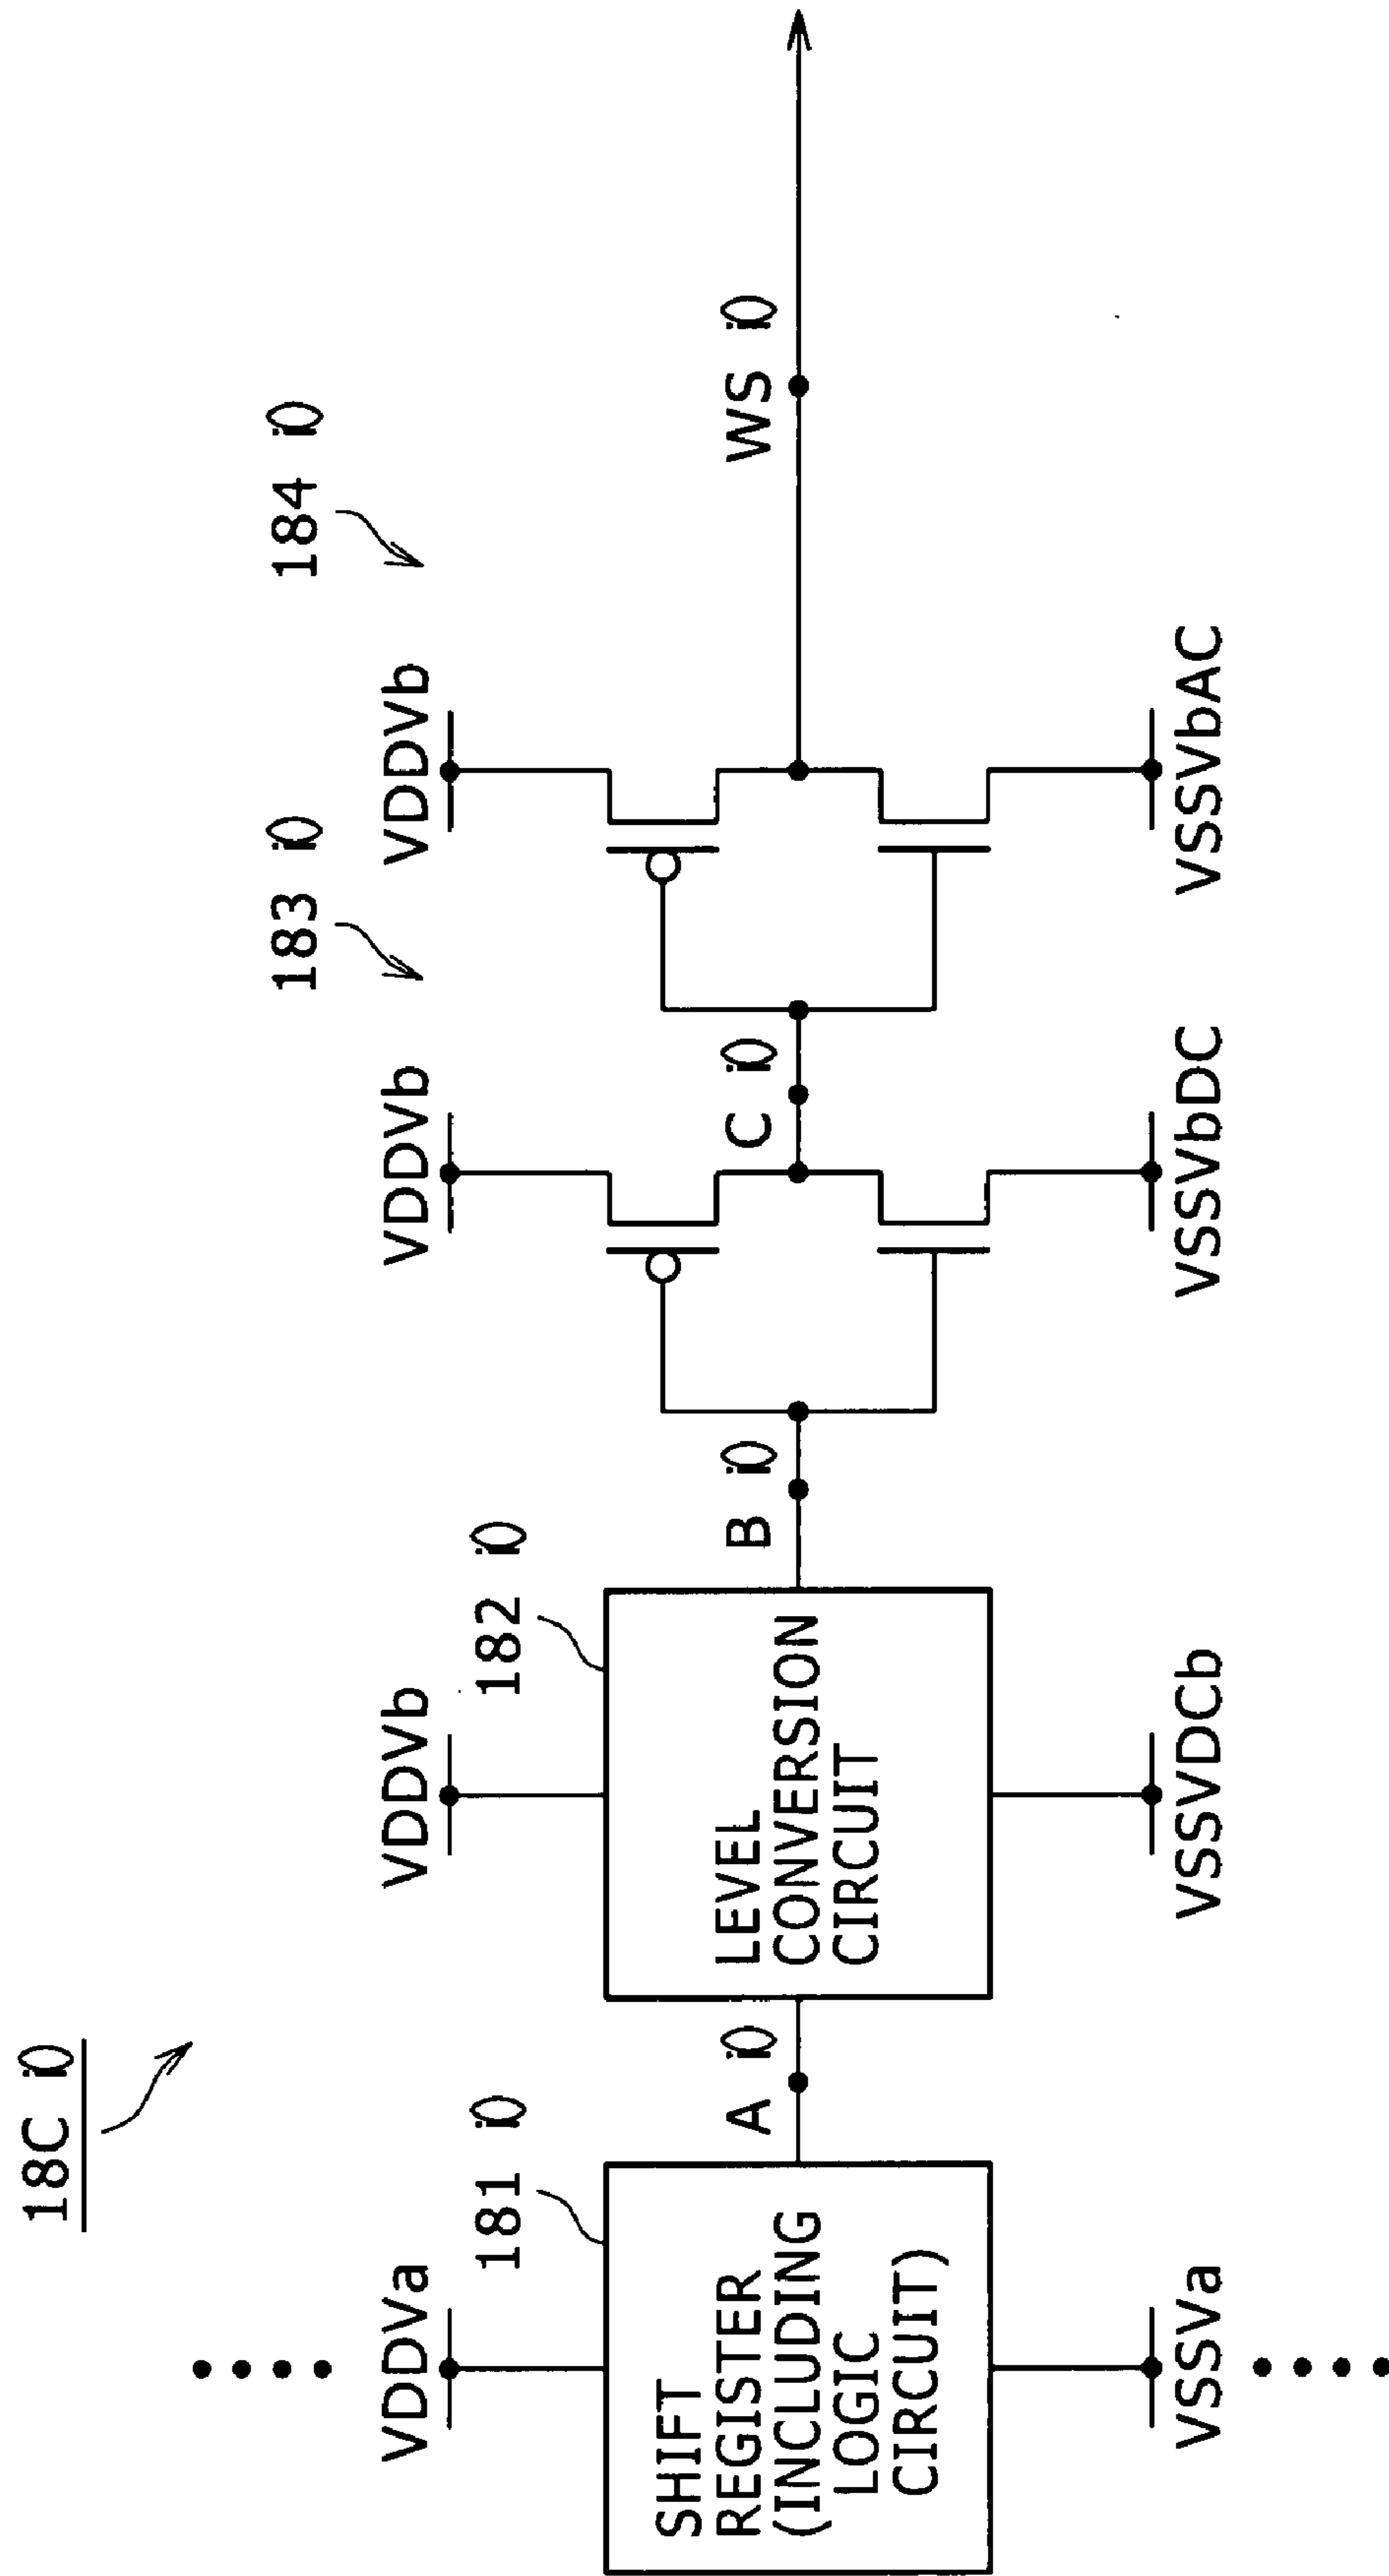 18C i()
183 i()
184 i()
VDDVa
VDDVb
VDDVb
VDDVb
181 i()
182 i()
SHIFT
REGISTER
(INCLUDING
LOGIC
CIRCUIT)
A i()
LEVEL
CONVERSION
CIRCUIT
B i()
C i()
WS i()
VSSVa
VSSVDCb
VSSVbDC
VSSVbAC